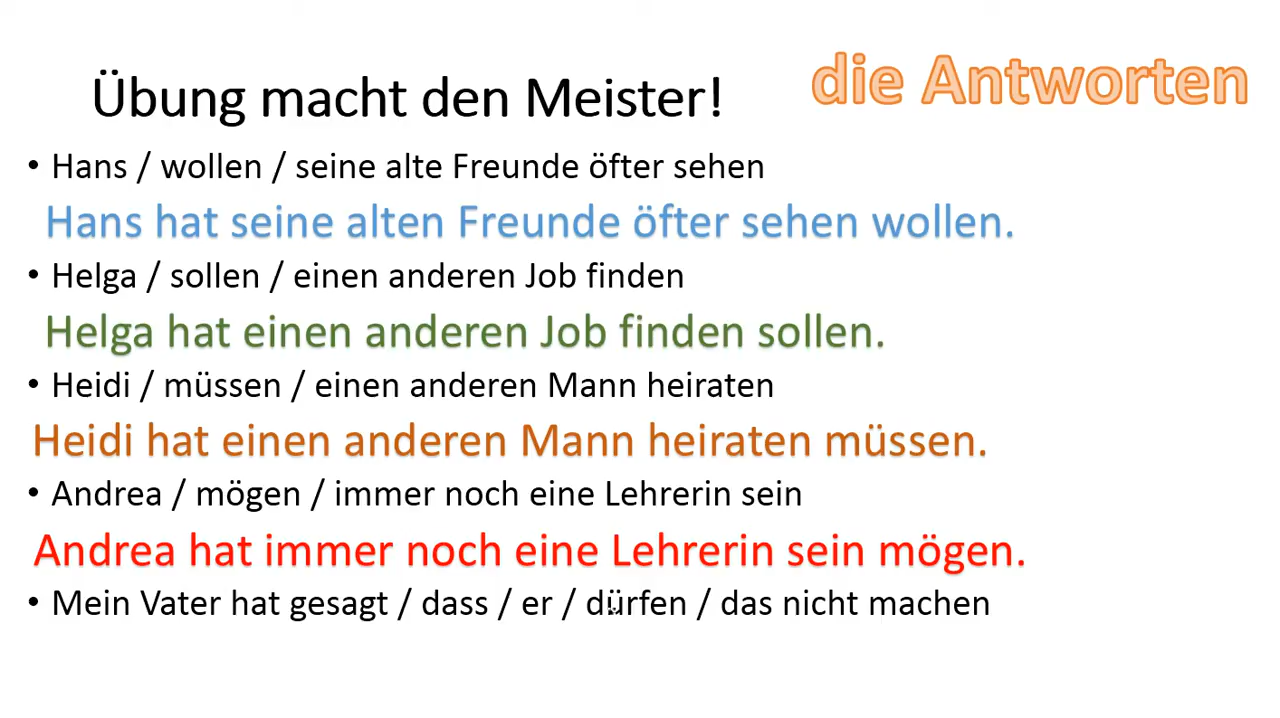 Übung macht den Meister!
die Antworten
• Hans / wollen / seine alte Freunde öfter sehen
Hans hat seine alten Freunde öfter sehen wollen.
• Helga / sollen / einen anderen Job finden
Helga hat einen anderen Job finden sollen.
• Heidi / müssen / einen anderen Mann heiraten
Heidi hat einen anderen Mann heiraten müssen.
• Andrea / mögen / immer noch eine Lehrerin sein
Andrea hat immer noch eine Lehrerin sein mögen.
• Mein Vater hat gesagt / dass / er / dürfen / das nicht machen